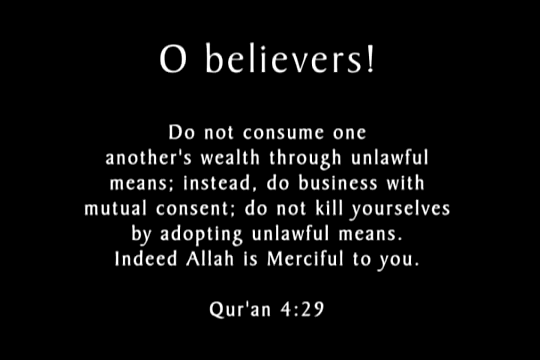 O believers!
Do not consume one
another's wealth through unlawful
means; instead, do business with
mutual consent; do not kill yourselves
by adopting unlawful means.
Indeed Allah is Merciful to you.
Qur'an 4:29